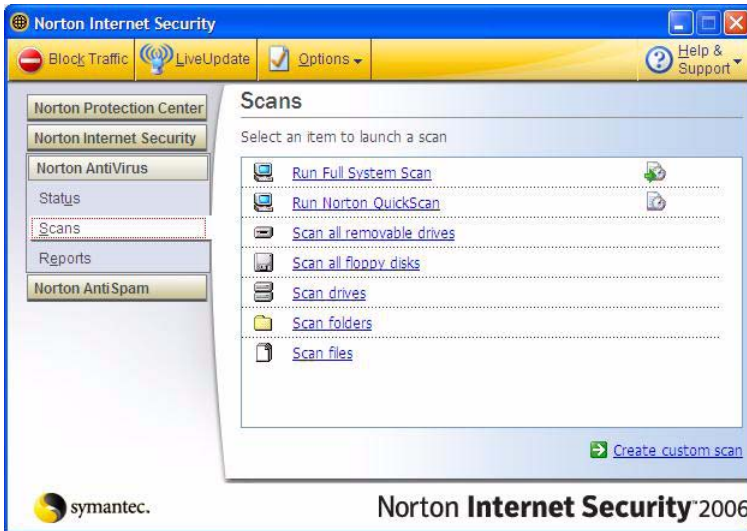 Norton Internet Security
Block Traffic LiveUpdate Options Help & Support
Norton Protection Center
Norton Internet Security
Norton AntiVirus
Status
Scans
Reports
Norton AntiSpam
Scans
Select an item to launch a scan
Run Full System Scan
Run Norton QuickScan
Scan all removable drives
Scan all floppy disks
Scan drives
Scan folders
Scan files
Create custom scan
symantec.
Norton Internet Security™ 2006